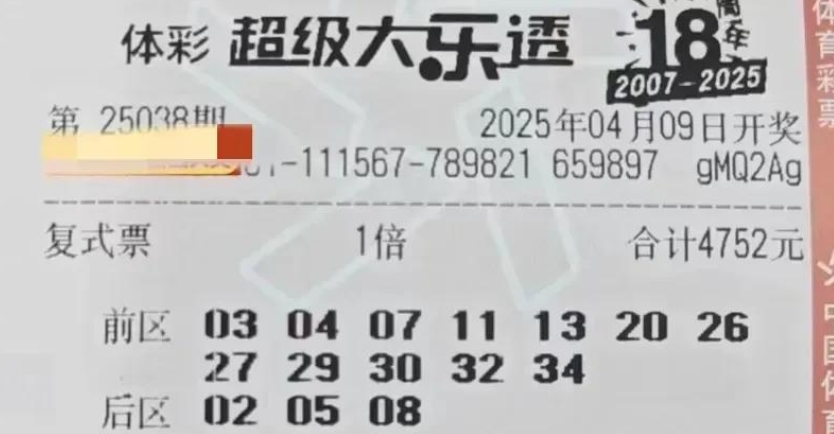 体彩 超级大乐透 18周年
2007-2025
第 25038期 2025年04月09日开奖
-111567-789821 659897 gMQ2Ag
复式票 1倍 合计4752元
前区 03 04 07 11 13 20 26
27 29 30 32 34
后区 02 05 08
体育彩票
中国体育